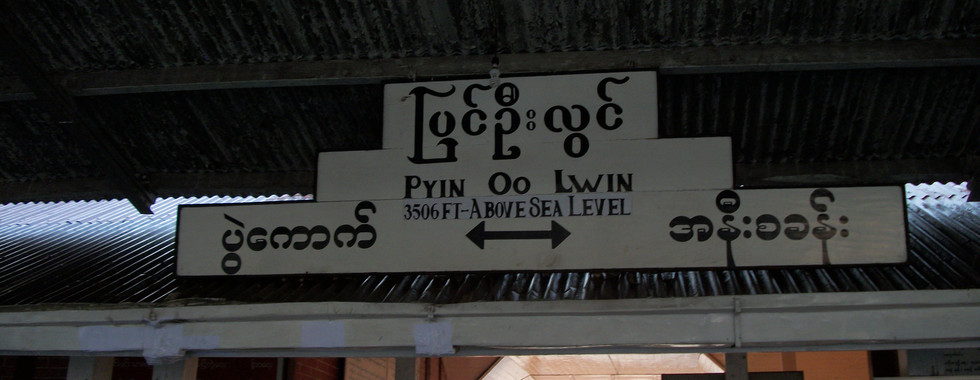 ပြင်ဦးလွင်
PYIN OO LWIN
3506 FT-ABOVE SEA LEVEL
ပွဲကောက် အနီးစခန်း